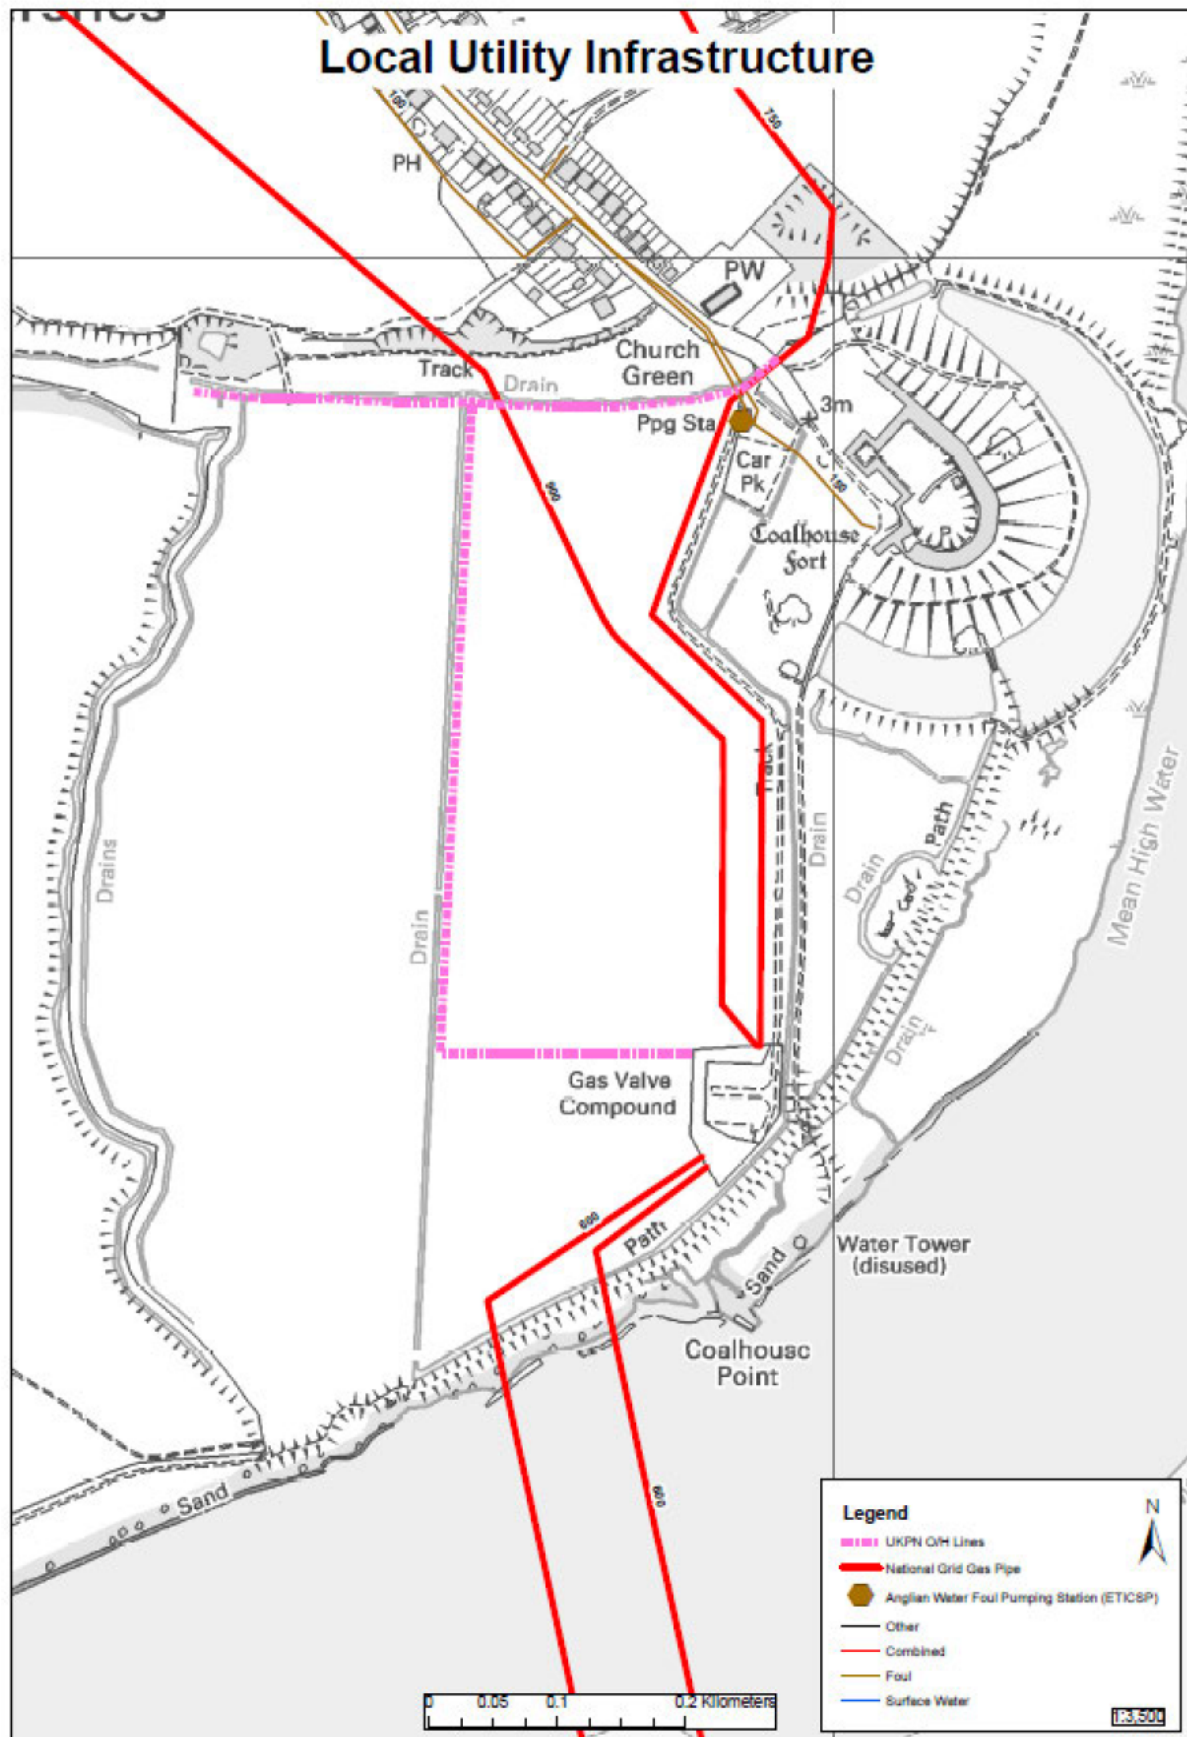 Local Utility Infrastructure
100
750
PH
PW
Church
Green
Track
Drain
Ppg Sta
3m
Car
Pk
150
Coalhouse
Fort
Track
Drain
Path
Drain
Mean High Water
Drains
Drain
Drain
Gas Valve
Compound
600
Path
Water Tower
(disused)
Sand
Coalhouse
Point
600
Sand
Legend
N
UKPN O/H Lines
National Grid Gas Pipe
Anglian Water Foul Pumping Station (ETICSP)
Other
Combined
Foul
Surface Water
1:3,500
0 0.05 0.1 0.2 Kilometers